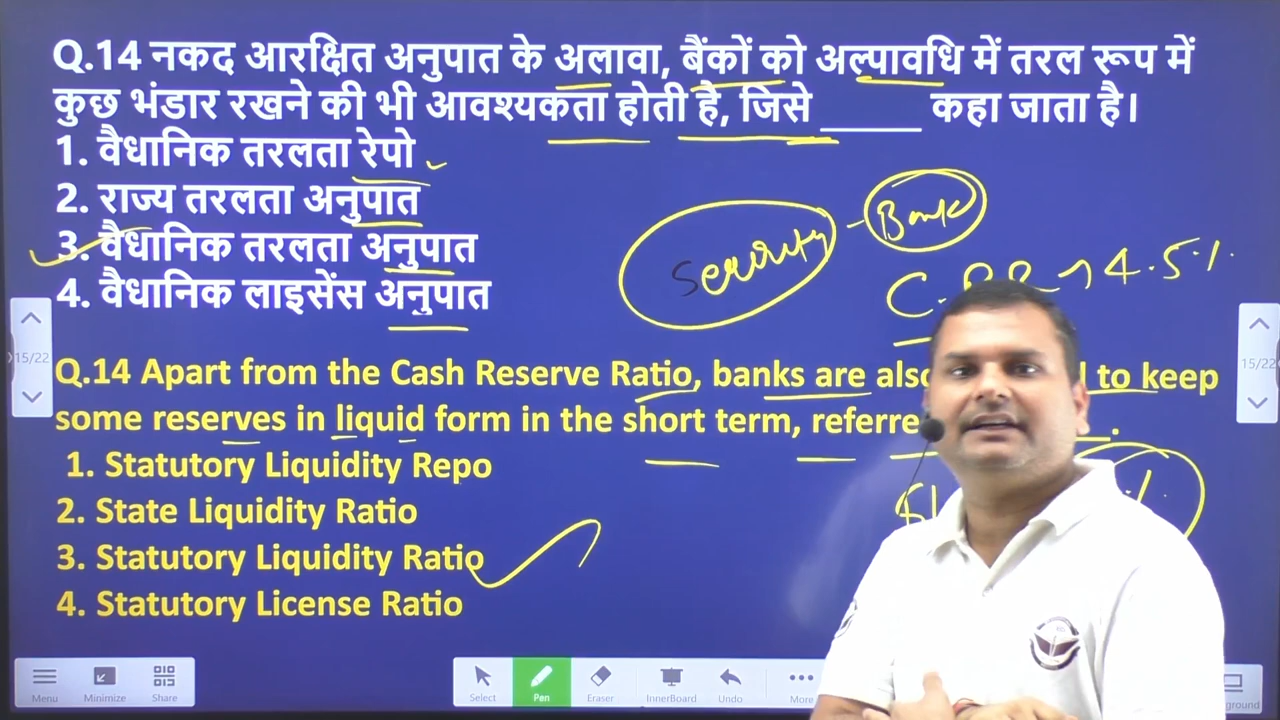 Q.14 नकद आरक्षित अनुपात के अलावा, बैंकों को अल्पावधि में तरल रूप में
कुछ भंडार रखने की भी आवश्यकता होती है, जिसे ______ कहा जाता है।
1. वैधानिक तरलता रेपो
2. राज्य तरलता अनुपात
3. वैधानिक तरलता अनुपात
4. वैधानिक लाइसेंस अनुपात
Security - Bank
C.RR → 4.5%
15/22
15/22
Q.14 Apart from the Cash Reserve Ratio, banks are also to keep
some reserves in liquid form in the short term, .
1. Statutory Liquidity Repo
2. State Liquidity Ratio
3. Statutory Liquidity Ratio
4. Statutory License Ratio
Menu Minimize Share Select Pen Eraser InnerBoard Undo More